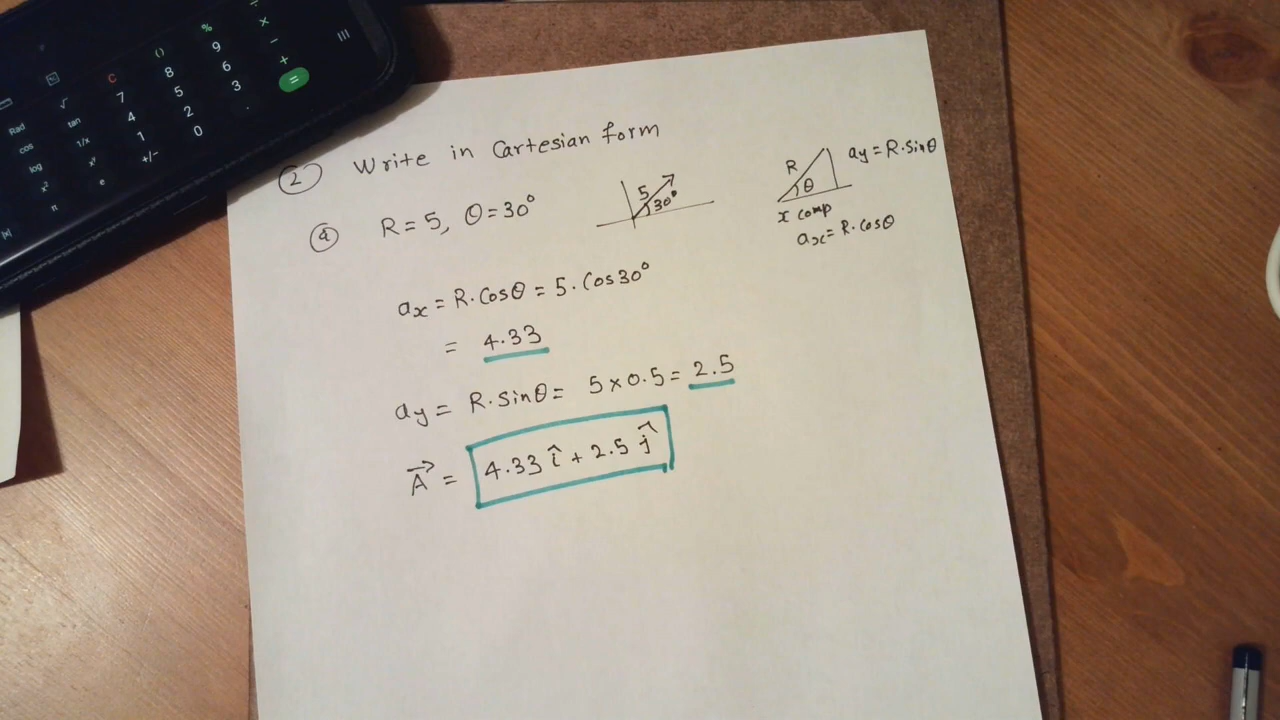 ÷
% ×
() 9 −
C 8 6 +
√ 7 5 3 =
Rad tan 4 2 .
cos 1/x 1 0
log xʸ +/-
x² e
π
|x|
② Write in Cartesian form
ⓐ R = 5, θ = 30°
5
30°
R
θ
ay = R·sinθ
x comp
ax = R·cosθ
ax = R·Cosθ = 5·Cos30°
= 4.33
ay = R·sinθ = 5 × 0.5 = 2.5
A⃗ = 4.33 î + 2.5 ĵ